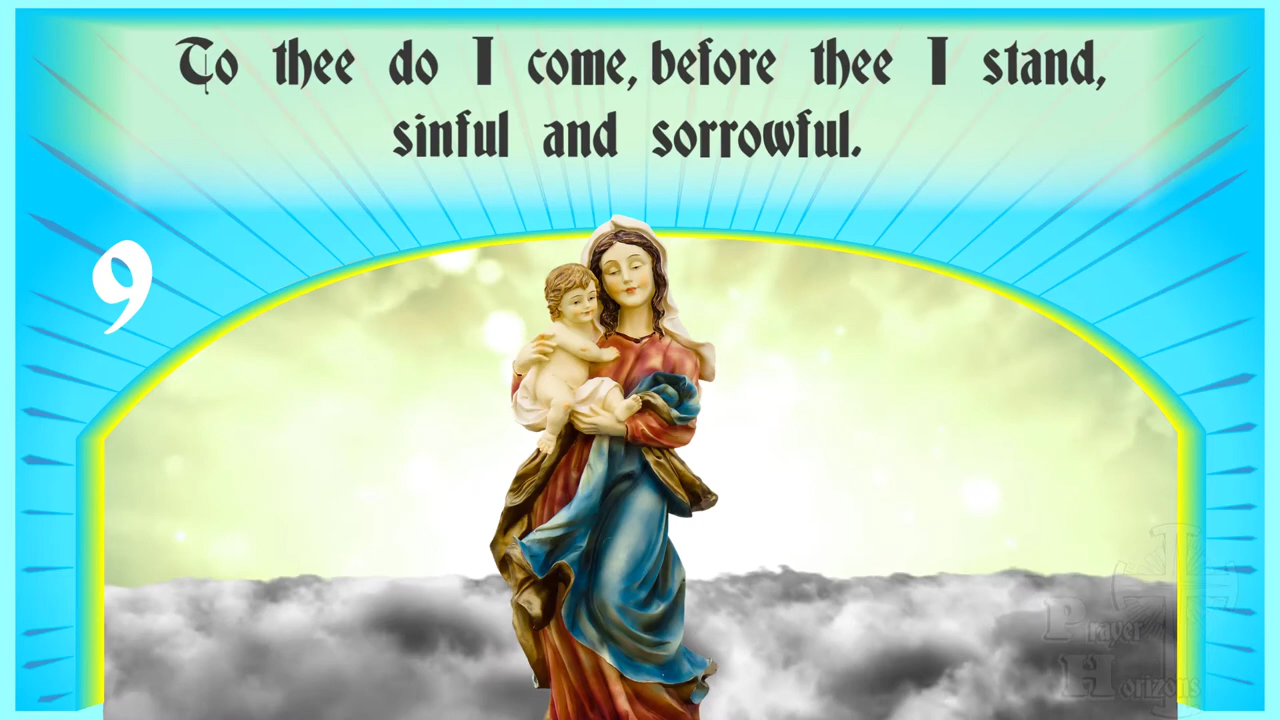 To thee do I come, before thee I stand,
sinful and sorrowful.
9
Prayer
Horizons